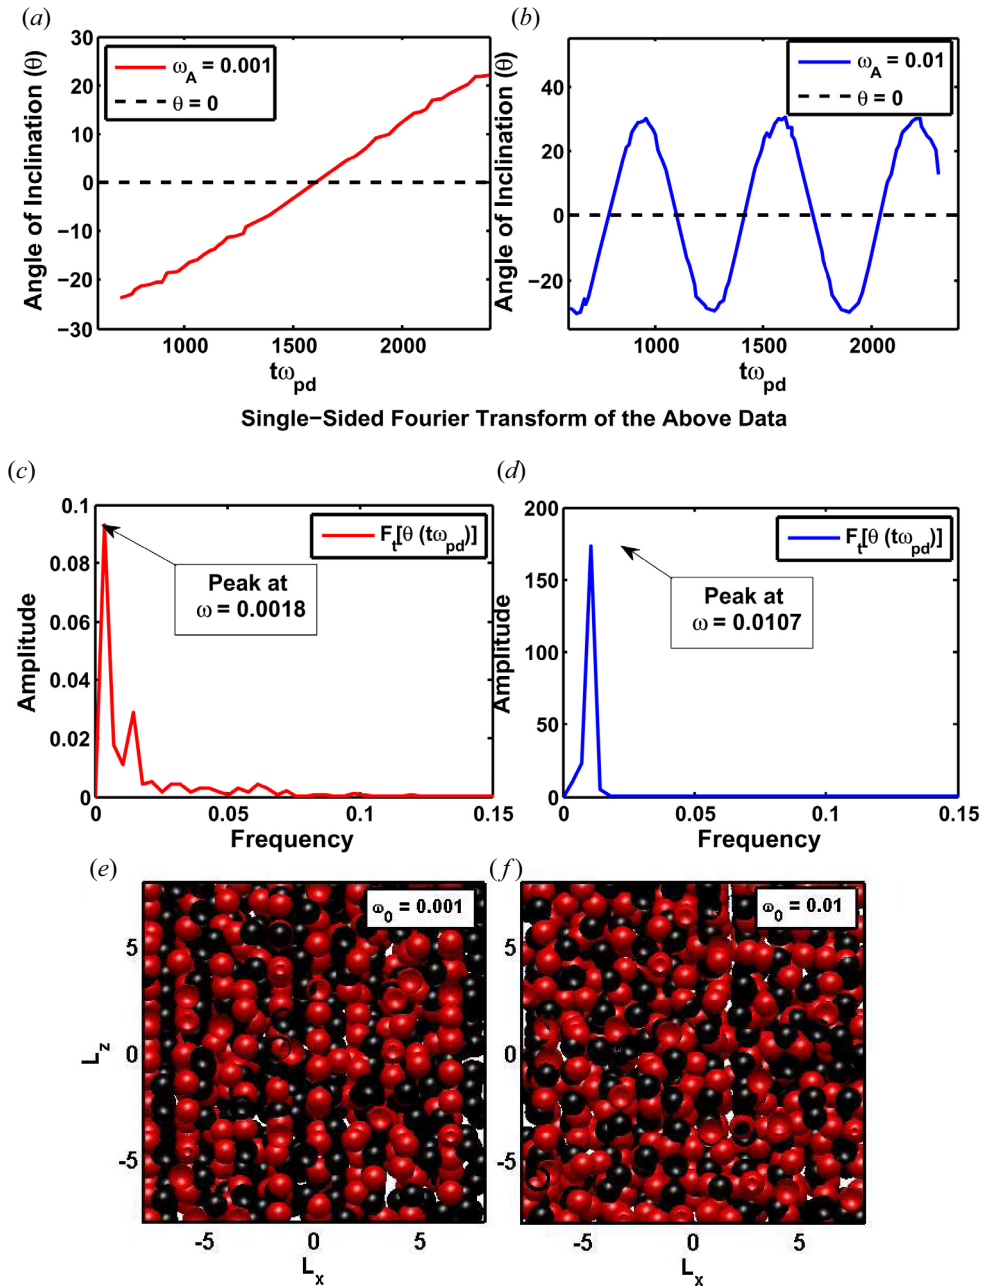 (a)
(b)
30
20
10
0
−10
−20
−30
Angle of Inclination (θ)
ω_A = 0.001
θ = 0
1000
1500
2000
tω_pd
40
20
0
−20
Angle of Inclination (θ)
ω_A = 0.01
θ = 0
1000
1500
2000
tω_pd
Single−Sided Fourier Transform of the Above Data
(c)
(d)
0.1
0.08
0.06
0.04
0.02
0
Amplitude
F_t[θ (tω_pd)]
Peak at
ω = 0.0018
0
0.05
0.1
0.15
Frequency
200
150
100
50
0
Amplitude
F_t[θ (tω_pd)]
Peak at
ω = 0.0107
0
0.05
0.1
0.15
Frequency
(e)
(f)
ω_0 = 0.001
5
0
-5
L_z
-5
0
5
L_x
ω_0 = 0.01
5
0
-5
-5
0
5
L_x